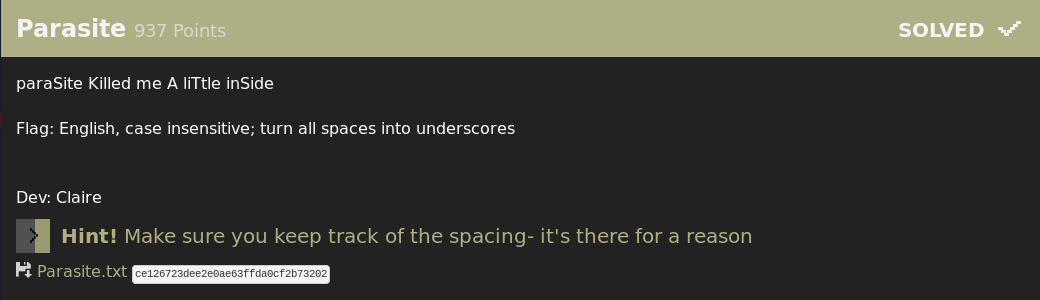 Parasite 937 Points SOLVED
paraSite Killed me A liTtle inSide
Flag: English, case insensitive; turn all spaces into underscores
Dev: Claire
Hint! Make sure you keep track of the spacing- it's there for a reason
Parasite.txt ce126723dee2e0ae63ffda0cf2b73202